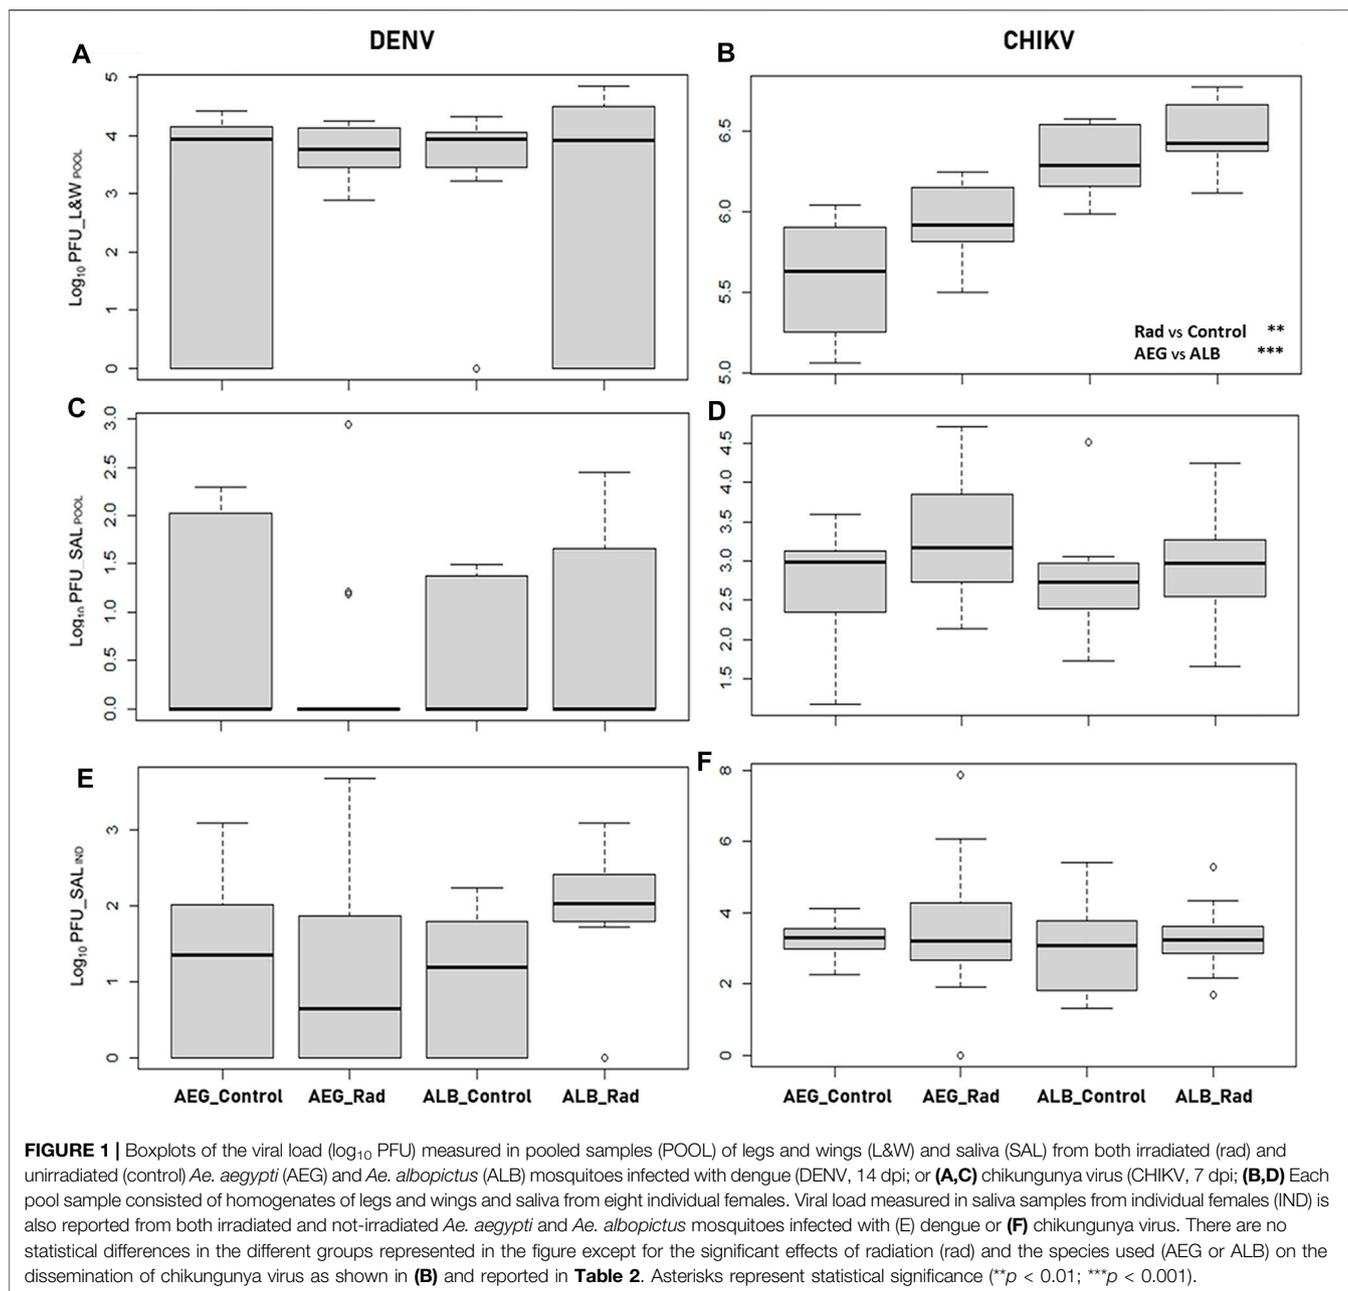 DENV
CHIKV
A
Log10 PFU_L&W POOL
5
4
3
2
1
0
B
6.5
6.0
5.5
5.0
Rad vs Control **
AEG vs ALB ***
C
Log10 PFU_SAL POOL
3.0
2.5
2.0
1.5
1.0
0.5
0.0
D
4.5
4.0
3.5
3.0
2.5
2.0
1.5
E
Log10 PFU_SAL IND
3
2
1
0
AEG_Control AEG_Rad ALB_Control ALB_Rad
F
8
6
4
2
0
AEG_Control AEG_Rad ALB_Control ALB_Rad
FIGURE 1 | Boxplots of the viral load (log10 PFU) measured in pooled samples (POOL) of legs and wings (L&W) and saliva (SAL) from both irradiated (rad) and
unirradiated (control) Ae. aegypti (AEG) and Ae. albopictus (ALB) mosquitoes infected with dengue (DENV, 14 dpi; or (A,C) chikungunya virus (CHIKV, 7 dpi; (B,D) Each
pool sample consisted of homogenates of legs and wings and saliva from eight individual females. Viral load measured in saliva samples from individual females (IND) is
also reported from both irradiated and not-irradiated Ae. aegypti and Ae. albopictus mosquitoes infected with (E) dengue or (F) chikungunya virus. There are no
statistical differences in the different groups represented in the figure except for the significant effects of radiation (rad) and the species used (AEG or ALB) on the
dissemination of chikungunya virus as shown in (B) and reported in Table 2. Asterisks represent statistical significance (**p < 0.01; ***p < 0.001).